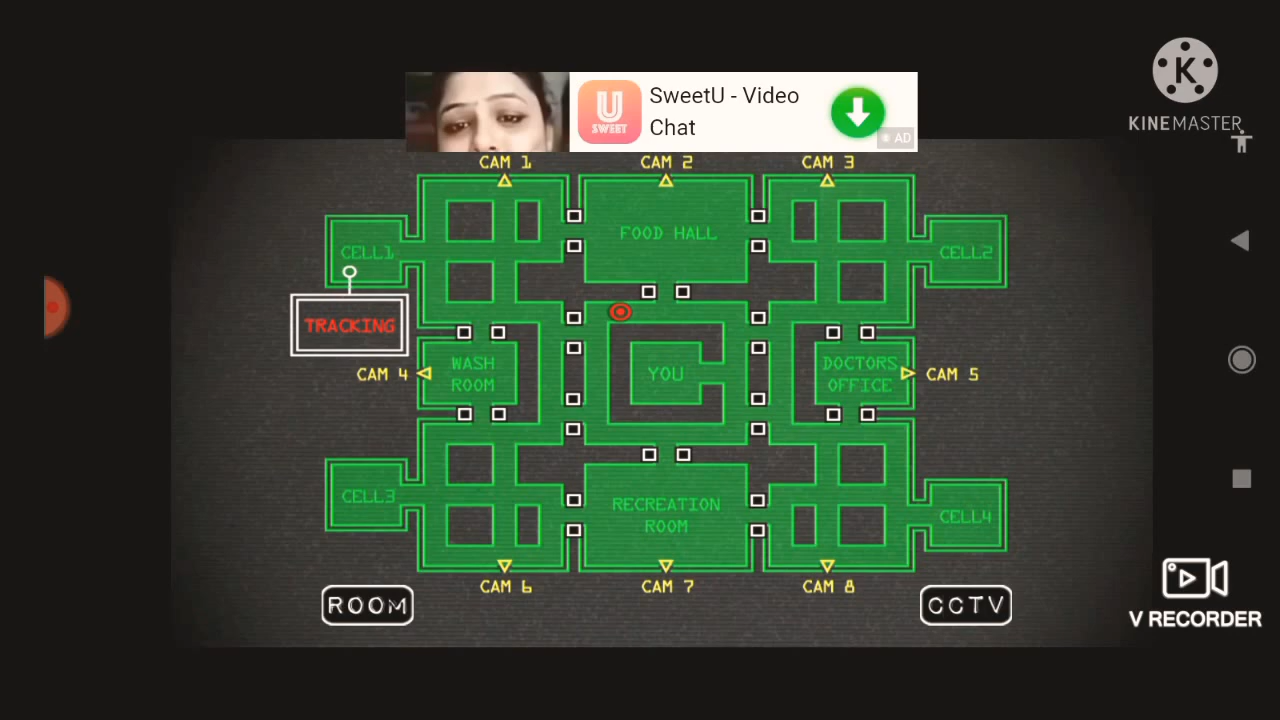 SweetU - Video
Chat
U
SWEET
AD
K
KINEMASTER
CAM 1
CAM 2
CAM 3
FOOD HALL
CELL1
CELL2
TRACKING
WASH
ROOM
YOU
DOCTORS
OFFICE
CAM 4
CAM 5
CELL3
RECREATION
ROOM
CELL4
CAM 6
CAM 7
CAM 8
ROOM
CCTV
V RECORDER